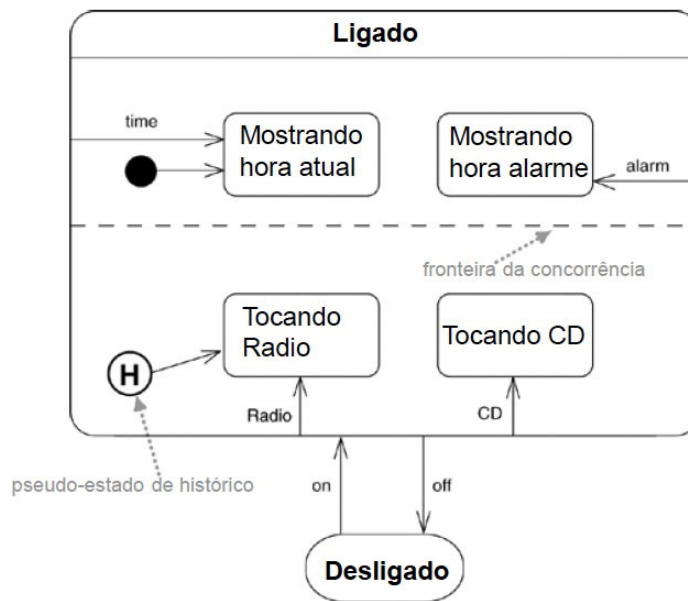 Ligado
time
Mostrando
hora atual
Mostrando
hora alarme
alarm
fronteira da concorrência
Tocando
Radio
Tocando CD
H
Radio
CD
pseudo-estado de histórico
on
off
Desligado